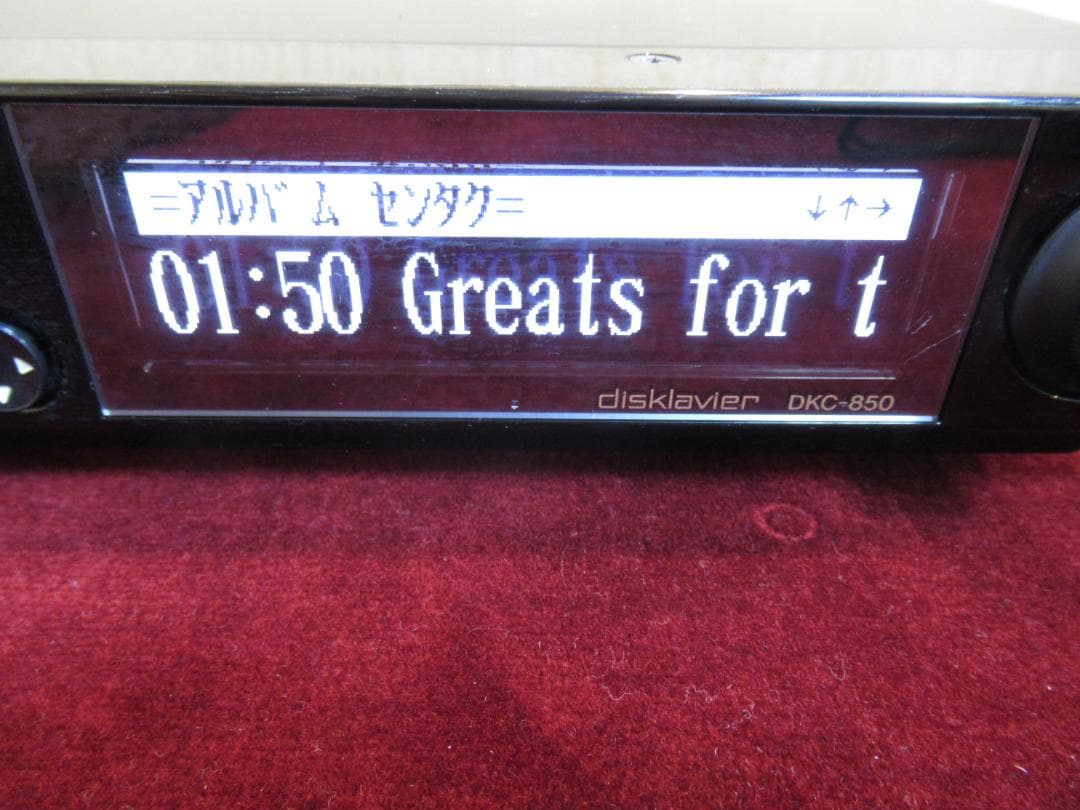 =アルバム センタク= ↓↑→
01:50 Greats for t
disklavier DKC-850